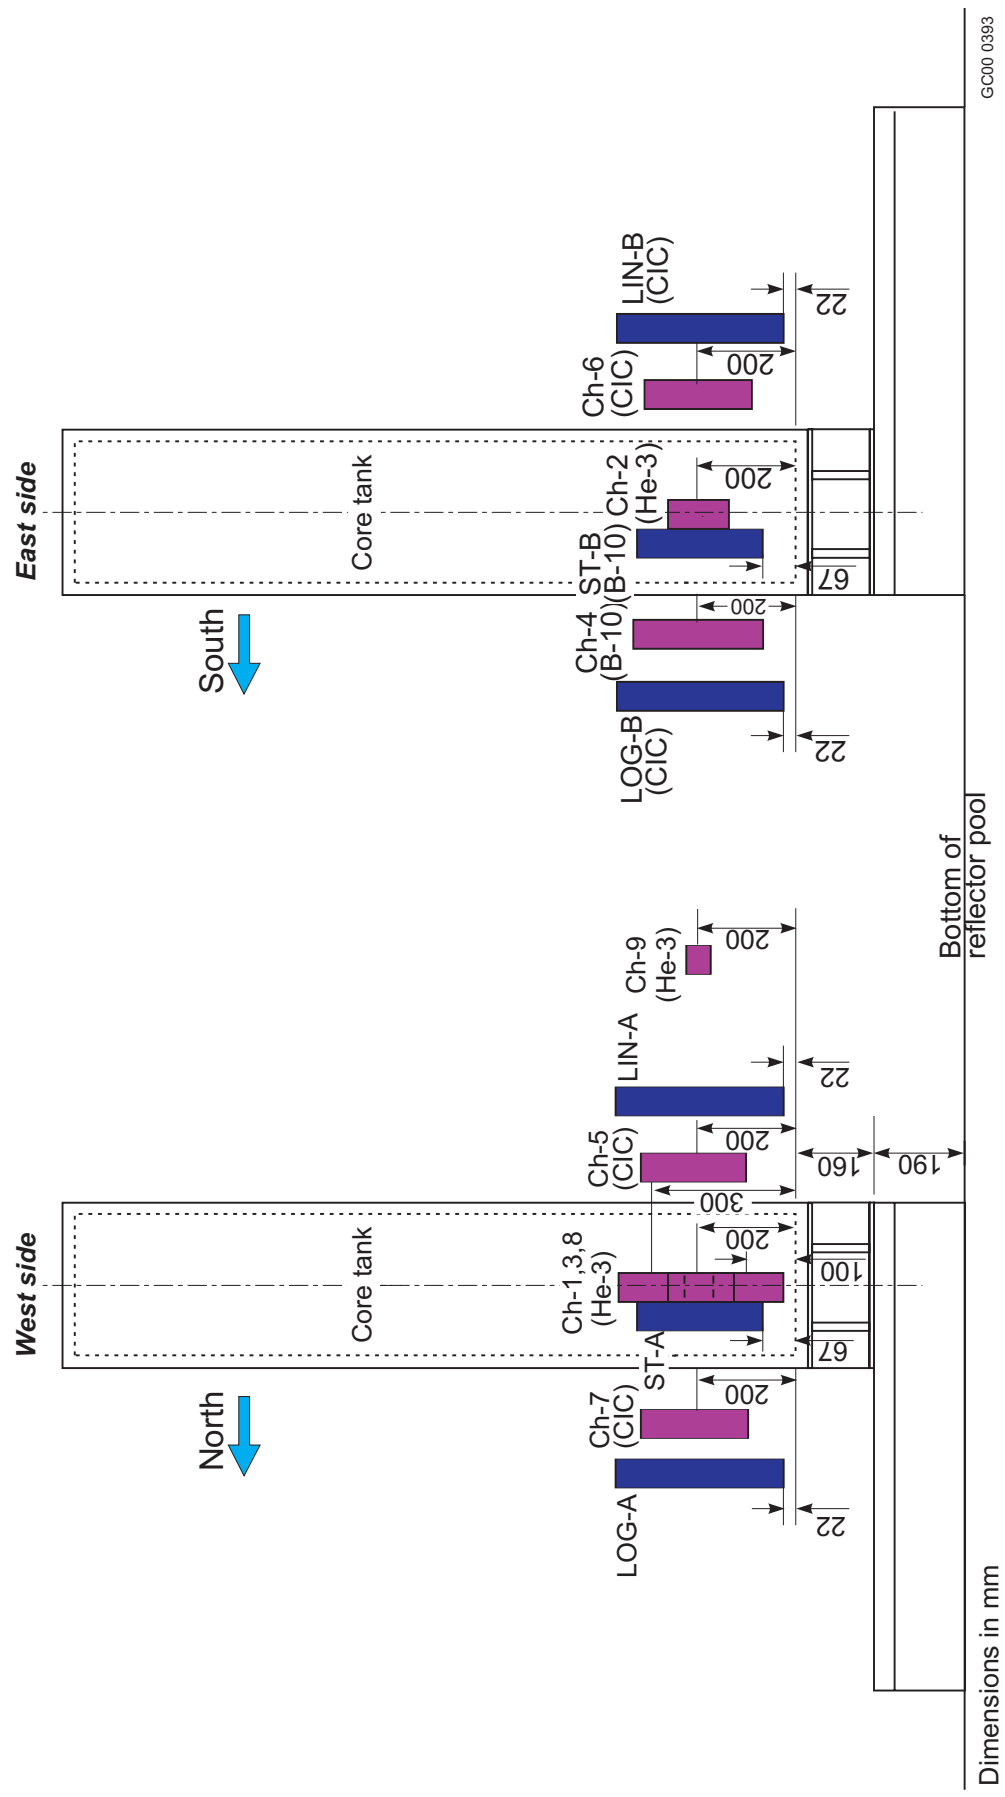 West side
East side
North
South
Core tank
Core tank
LOG-A
Ch-7
(CIC)
ST-A
Ch-1,3,8
(He-3)
Ch-5
(CIC)
LIN-A
Ch-9
(He-3)
LOG-B
(CIC)
Ch-4
(B-10)
ST-B
(B-10)
Ch-2
(He-3)
Ch-6
(CIC)
LIN-B
(CIC)
22
200
67
100
200
300
200
22
200
160
190
22
200
67
200
200
22
Bottom of
reflector pool
Dimensions in mm
GC00 0393